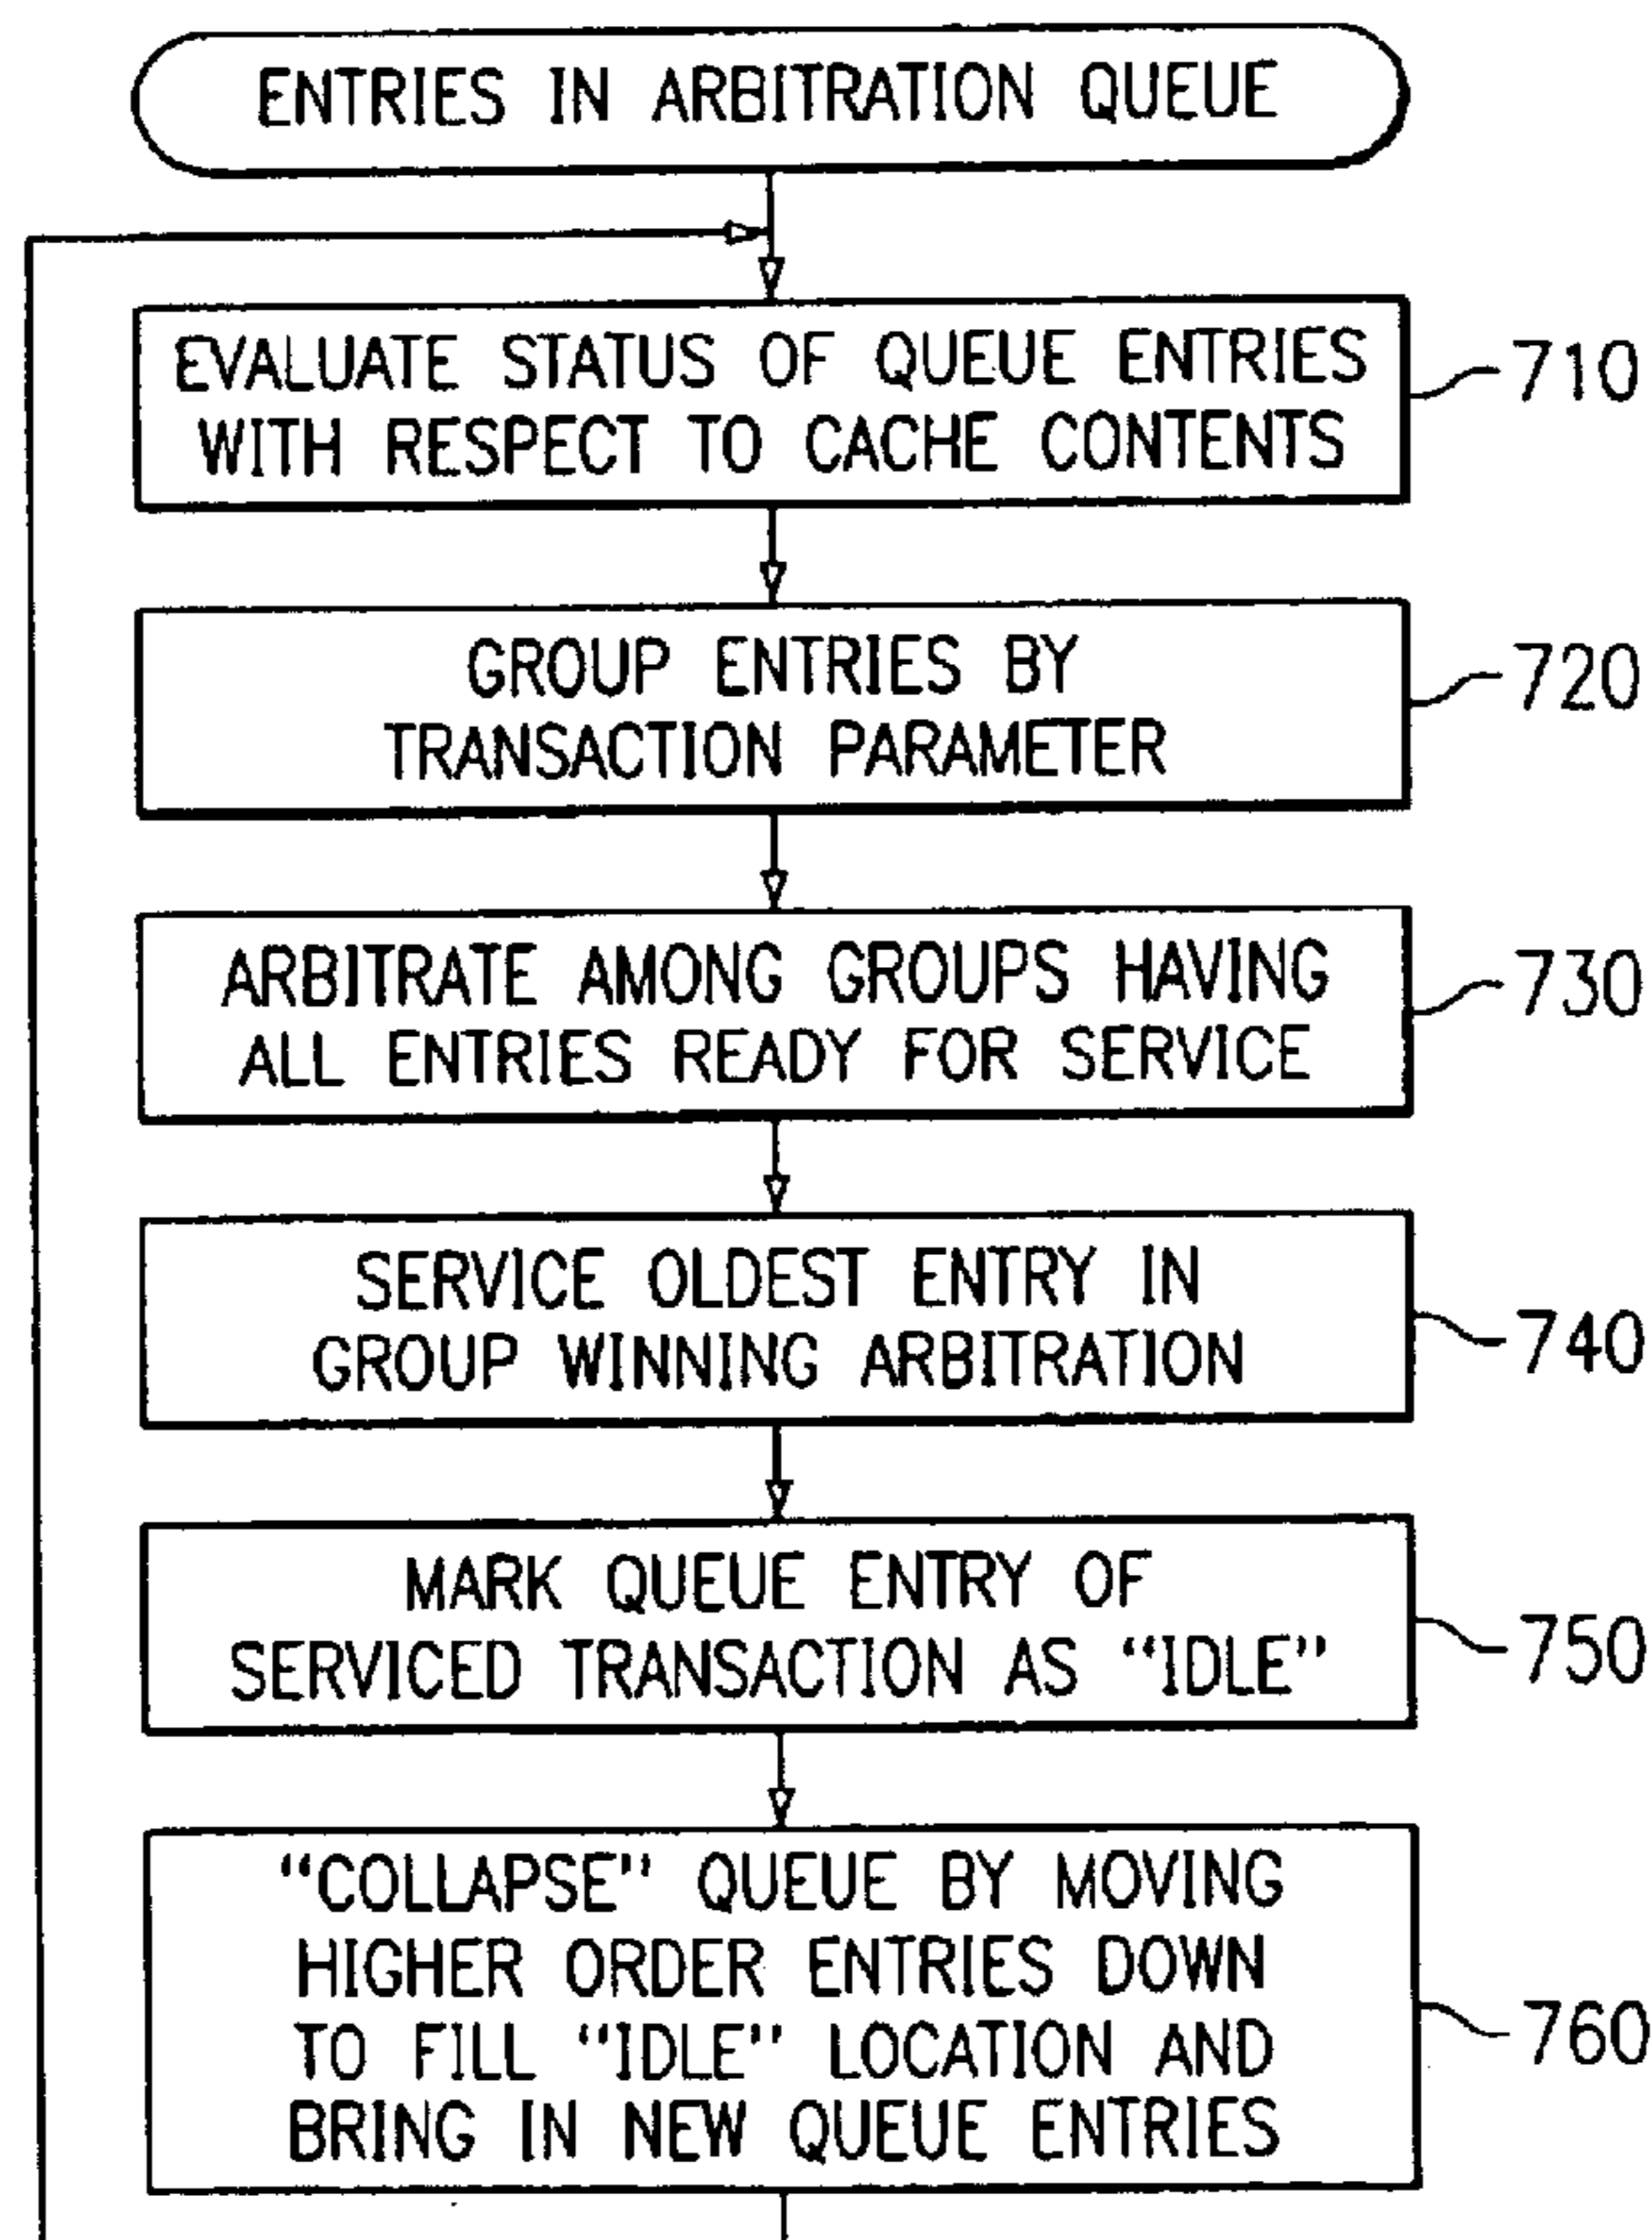 ENTRIES IN ARBITRATION QUEUE
EVALUATE STATUS OF QUEUE ENTRIES
WITH RESPECT TO CACHE CONTENTS
710
GROUP ENTRIES BY
TRANSACTION PARAMETER
720
ARBITRATE AMONG GROUPS HAVING
ALL ENTRIES READY FOR SERVICE
730
SERVICE OLDEST ENTRY IN
GROUP WINNING ARBITRATION
740
MARK QUEUE ENTRY OF
SERVICED TRANSACTION AS “IDLE”
750
“COLLAPSE” QUEUE BY MOVING
HIGHER ORDER ENTRIES DOWN
TO FILL “IDLE” LOCATION AND
BRING IN NEW QUEUE ENTRIES
760